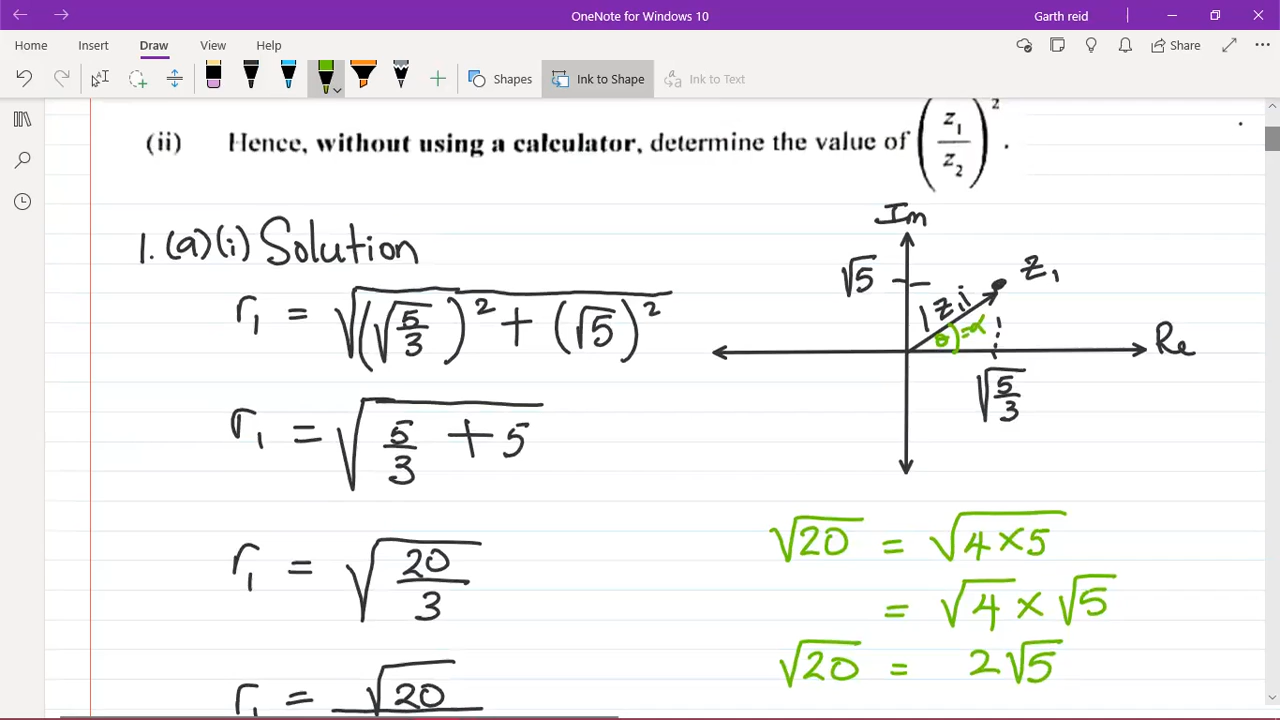 OneNote for Windows 10
Garth reid
Home Insert Draw View Help
Share
Shapes
Ink to Shape
Ink to Text
(ii) Hence, without using a calculator, determine the value of (z₁/z₂)².
1.(a)(i) Solution
r₁ = √((√(5/3))² + (√5)²)
r₁ = √(5/3 + 5)
r₁ = √(20/3)
r₁ = √20
Im
√5
z₁
|z₁|
θ = α
Re
√(5/3)
√20 = √(4×5)
= √4 × √5
√20 = 2√5